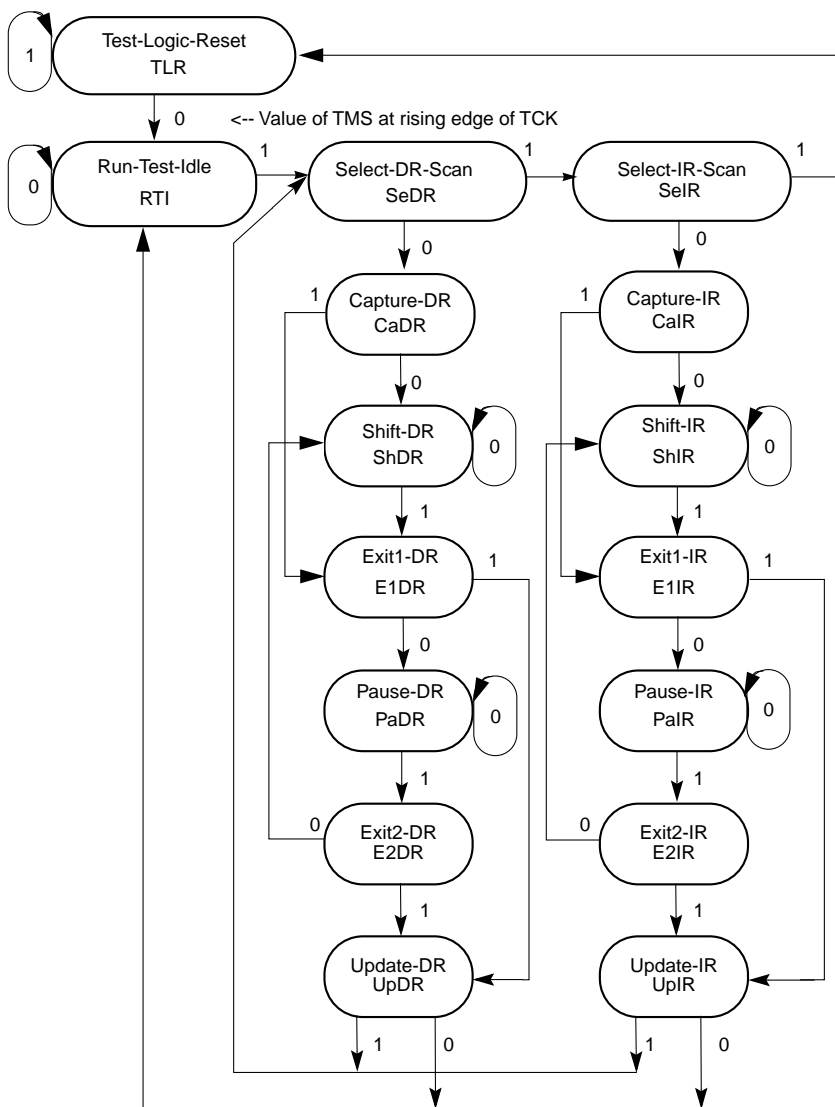 Test-Logic-Reset
TLR
1
0
<-- Value of TMS at rising edge of TCK
Run-Test-Idle
RTI
0
1
Select-DR-Scan
SeDR
1
Select-IR-Scan
SeIR
1
0
0
1
Capture-DR
CaDR
1
Capture-IR
CaIR
0
0
Shift-DR
ShDR
0
Shift-IR
ShIR
0
1
1
Exit1-DR
E1DR
1
Exit1-IR
E1IR
1
0
0
Pause-DR
PaDR
0
Pause-IR
PaIR
0
1
1
0
Exit2-DR
E2DR
0
Exit2-IR
E2IR
1
1
Update-DR
UpDR
Update-IR
UpIR
1
0
1
0